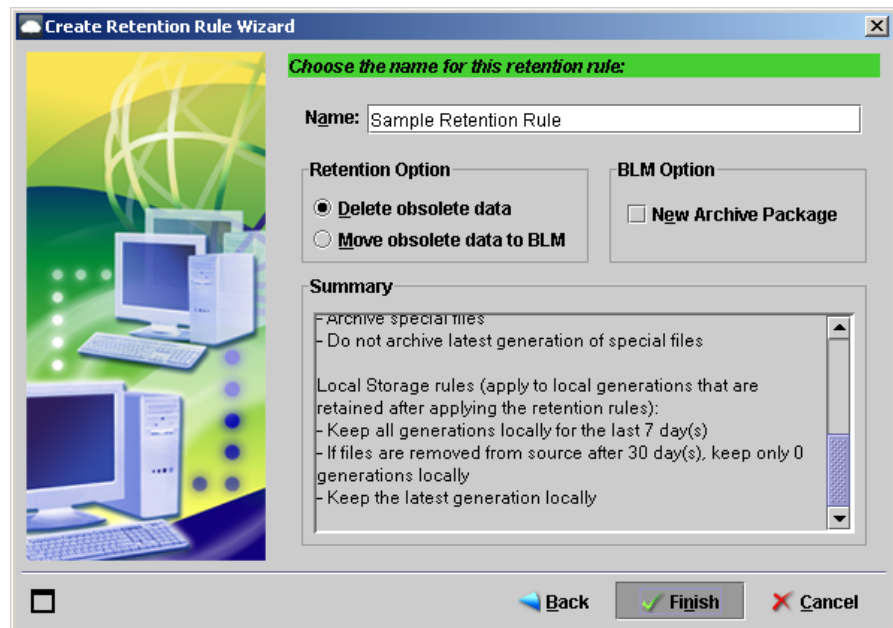 Create Retention Rule Wizard
Choose the name for this retention rule:
Name: Sample Retention Rule
Retention Option
Delete obsolete data
Move obsolete data to BLM
BLM Option
New Archive Package
Summary
- Archive special files
- Do not archive latest generation of special files
Local Storage rules (apply to local generations that are
retained after applying the retention rules):
- Keep all generations locally for the last 7 day(s)
- If files are removed from source after 30 day(s), keep only 0
generations locally
- Keep the latest generation locally
Back
Finish
Cancel